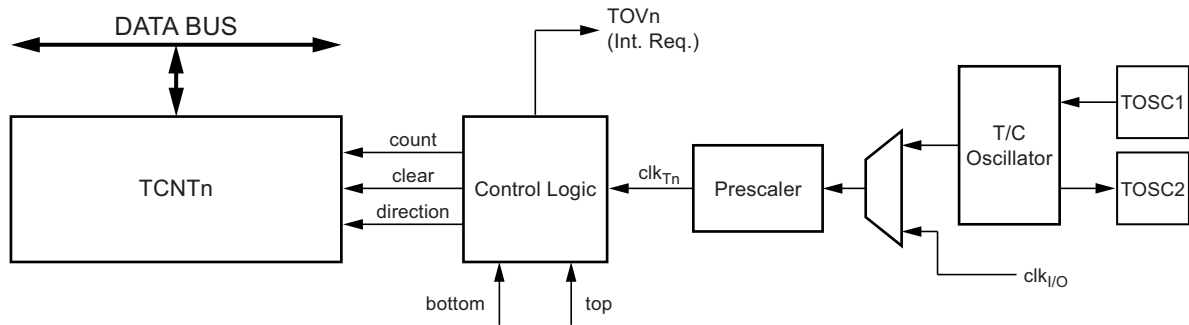 DATA BUS
TOVn
(Int. Req.)
TOSC1
T/C
Oscillator
TOSC2
TCNTn
count
clear
direction
Control Logic
clkTn
Prescaler
clkI/O
bottom
top